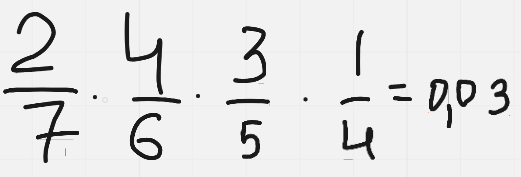 2/7 · 4/6 · 3/5 · 1/4 = 0,03